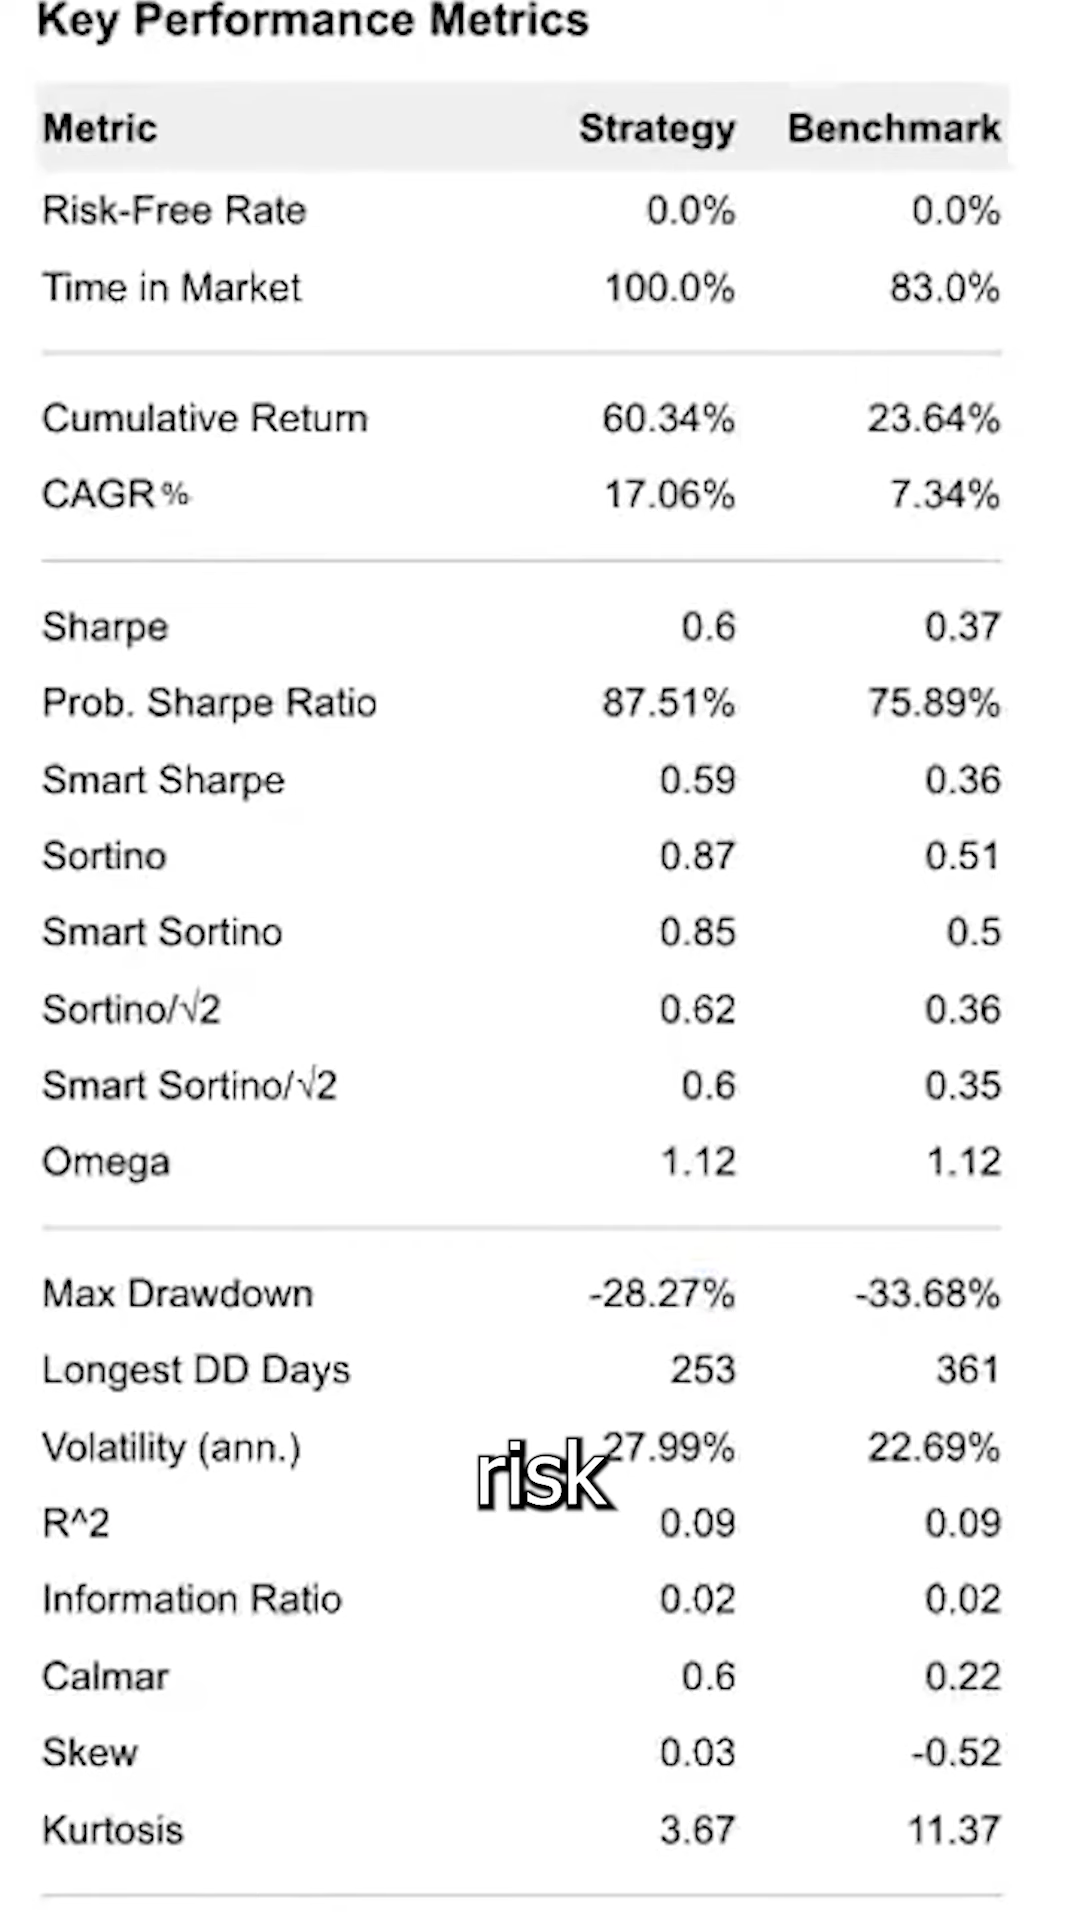 Key Performance Metrics
Metric Strategy Benchmark
Risk-Free Rate 0.0% 0.0%
Time in Market 100.0% 83.0%
Cumulative Return 60.34% 23.64%
CAGR% 17.06% 7.34%
Sharpe 0.6 0.37
Prob. Sharpe Ratio 87.51% 75.89%
Smart Sharpe 0.59 0.36
Sortino 0.87 0.51
Smart Sortino 0.85 0.5
Sortino/√2 0.62 0.36
Smart Sortino/√2 0.6 0.35
Omega 1.12 1.12
Max Drawdown -28.27% -33.68%
Longest DD Days 253 361
Volatility (ann.) 27.99% 22.69%
risk
R^2 0.09 0.09
Information Ratio 0.02 0.02
Calmar 0.6 0.22
Skew 0.03 -0.52
Kurtosis 3.67 11.37